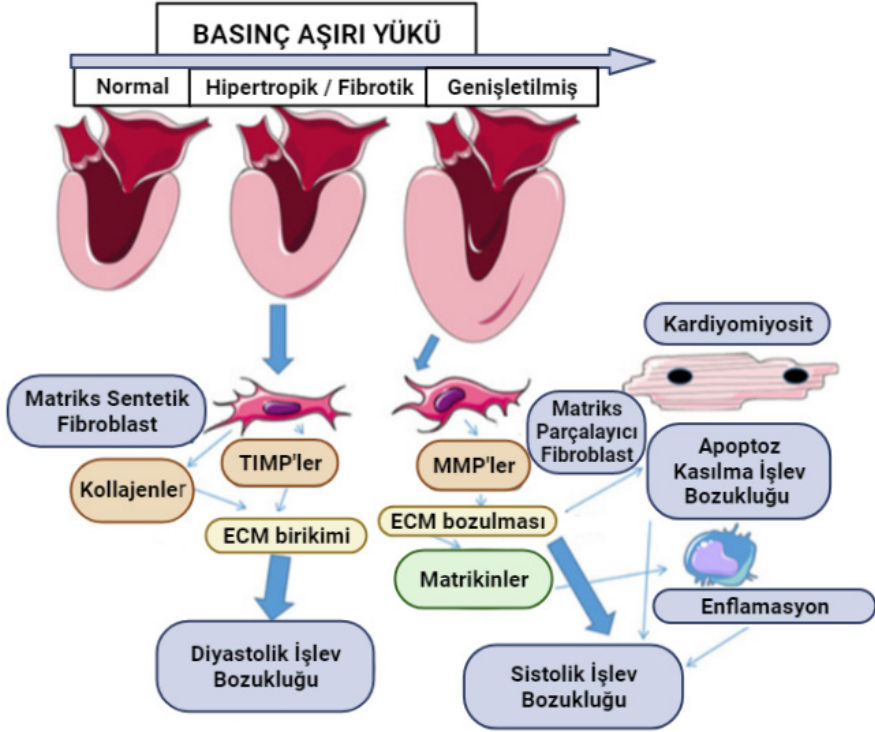 BASINÇ AŞIRI YÜKÜ
Normal
Hipertropik / Fibrotik
Genişletilmiş
Kardiyomiyosit
Matriks Sentetik
Fibroblast
Matriks
Parçalayıcı
Fibroblast
TIMP'ler
MMP'ler
Apoptoz
Kasılma İşlev
Bozukluğu
Kollajenler
ECM birikimi
ECM bozulması
Matrikinler
Enflamasyon
Diyastolik İşlev
Bozukluğu
Sistolik İşlev
Bozukluğu